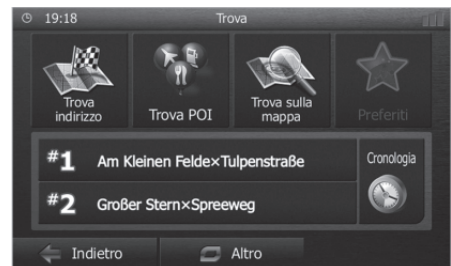 19:18 Trova
Trova
indirizzo
Trova POI
Trova sulla
mappa
Preferiti
#1 Am Kleinen Felde×Tulpenstraße
Cronologia
#2 Großer Stern×Spreeweg
Indietro
Altro